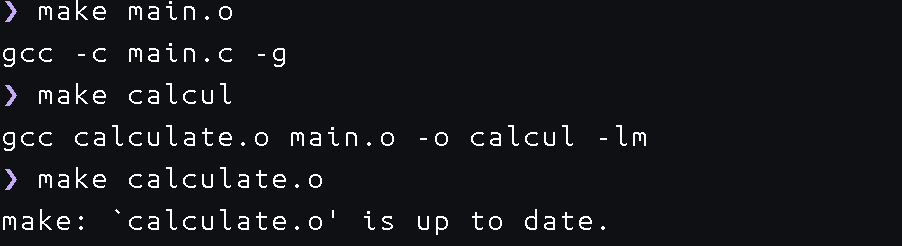 ❯ make main.o
gcc -c main.c -g
❯ make calcul
gcc calculate.o main.o -o calcul -lm
❯ make calculate.o
make: `calculate.o' is up to date.